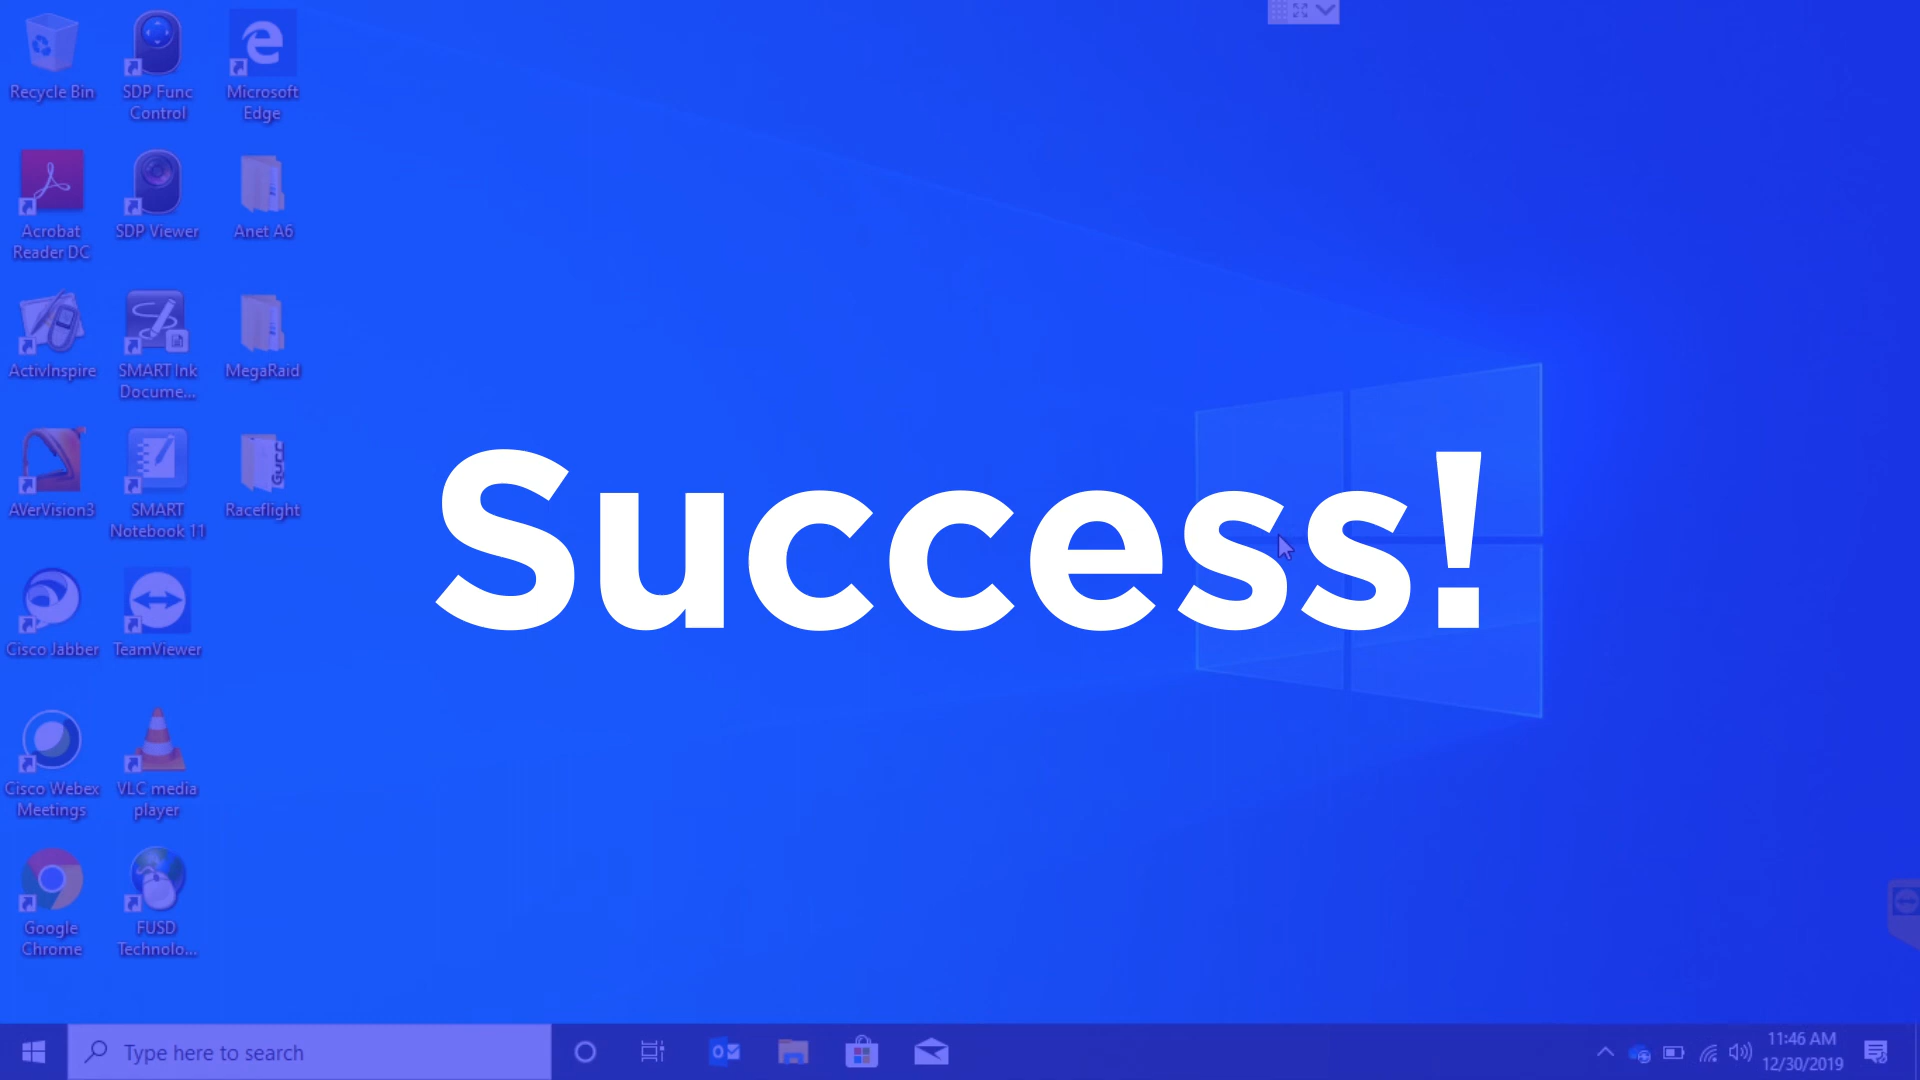 Recycle Bin
SDP Func
Control
Microsoft
Edge
Acrobat
Reader DC
SDP Viewer
Anet A6
ActivInspire
SMART Ink
Docume...
MegaRaid
AVerVision3
SMART
Notebook 11
Raceflight
Success!
Cisco Jabber
TeamViewer
Cisco Webex
Meetings
VLC media
player
Google
Chrome
FUSD
Technolo...
Type here to search
11:46 AM
12/30/2019